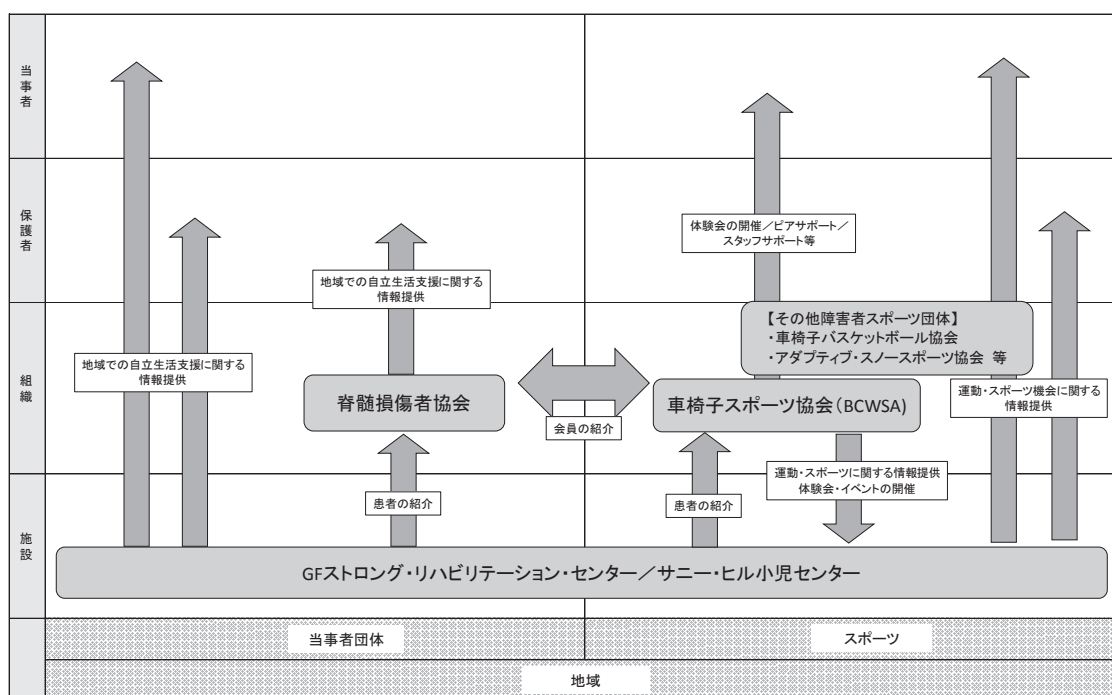 当事者
保護者
組織
施設
体験会の開催／ピアサポート／
スタッフサポート等
地域での自立生活支援に関する
情報提供
【その他障害者スポーツ団体】
・車椅子バスケットボール協会
・アダプティブ・スノースポーツ協会 等
地域での自立生活支援に関する
情報提供
脊髄損傷者協会
会員の紹介
車椅子スポーツ協会（BCWSA）
運動・スポーツ機会に関する
情報提供
患者の紹介
患者の紹介
運動・スポーツに関する情報提供
体験会・イベントの開催
GFストロング・リハビリテーション・センター／サニー・ヒル小児センター
当事者団体
スポーツ
地域